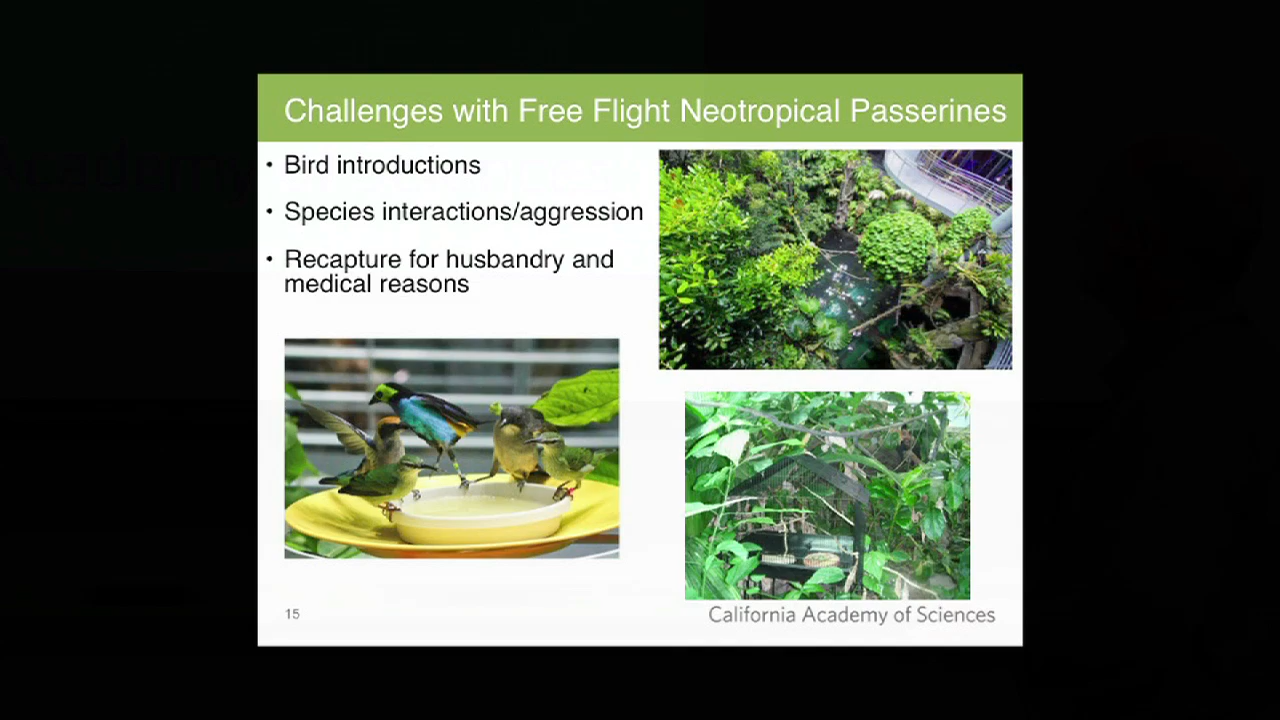 Challenges with Free Flight Neotropical Passerines
• Bird introductions
• Species interactions/aggression
• Recapture for husbandry and
medical reasons
15
California Academy of Sciences